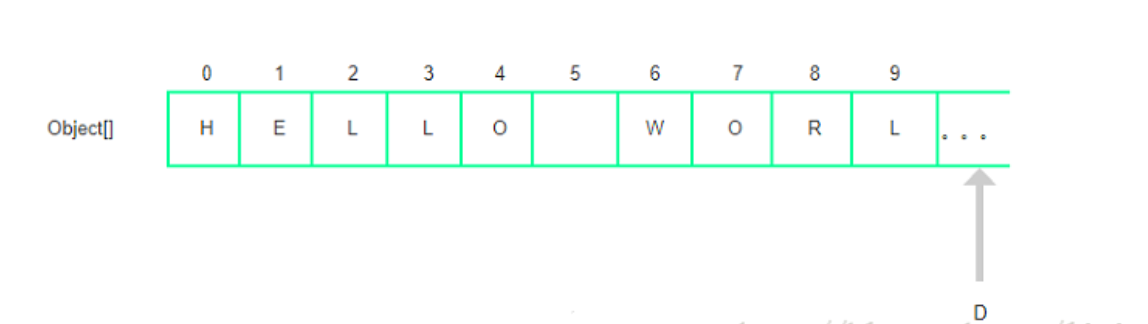 0 1 2 3 4 5 6 7 8 9
Object[] H E L L O W O R L 。。。
D